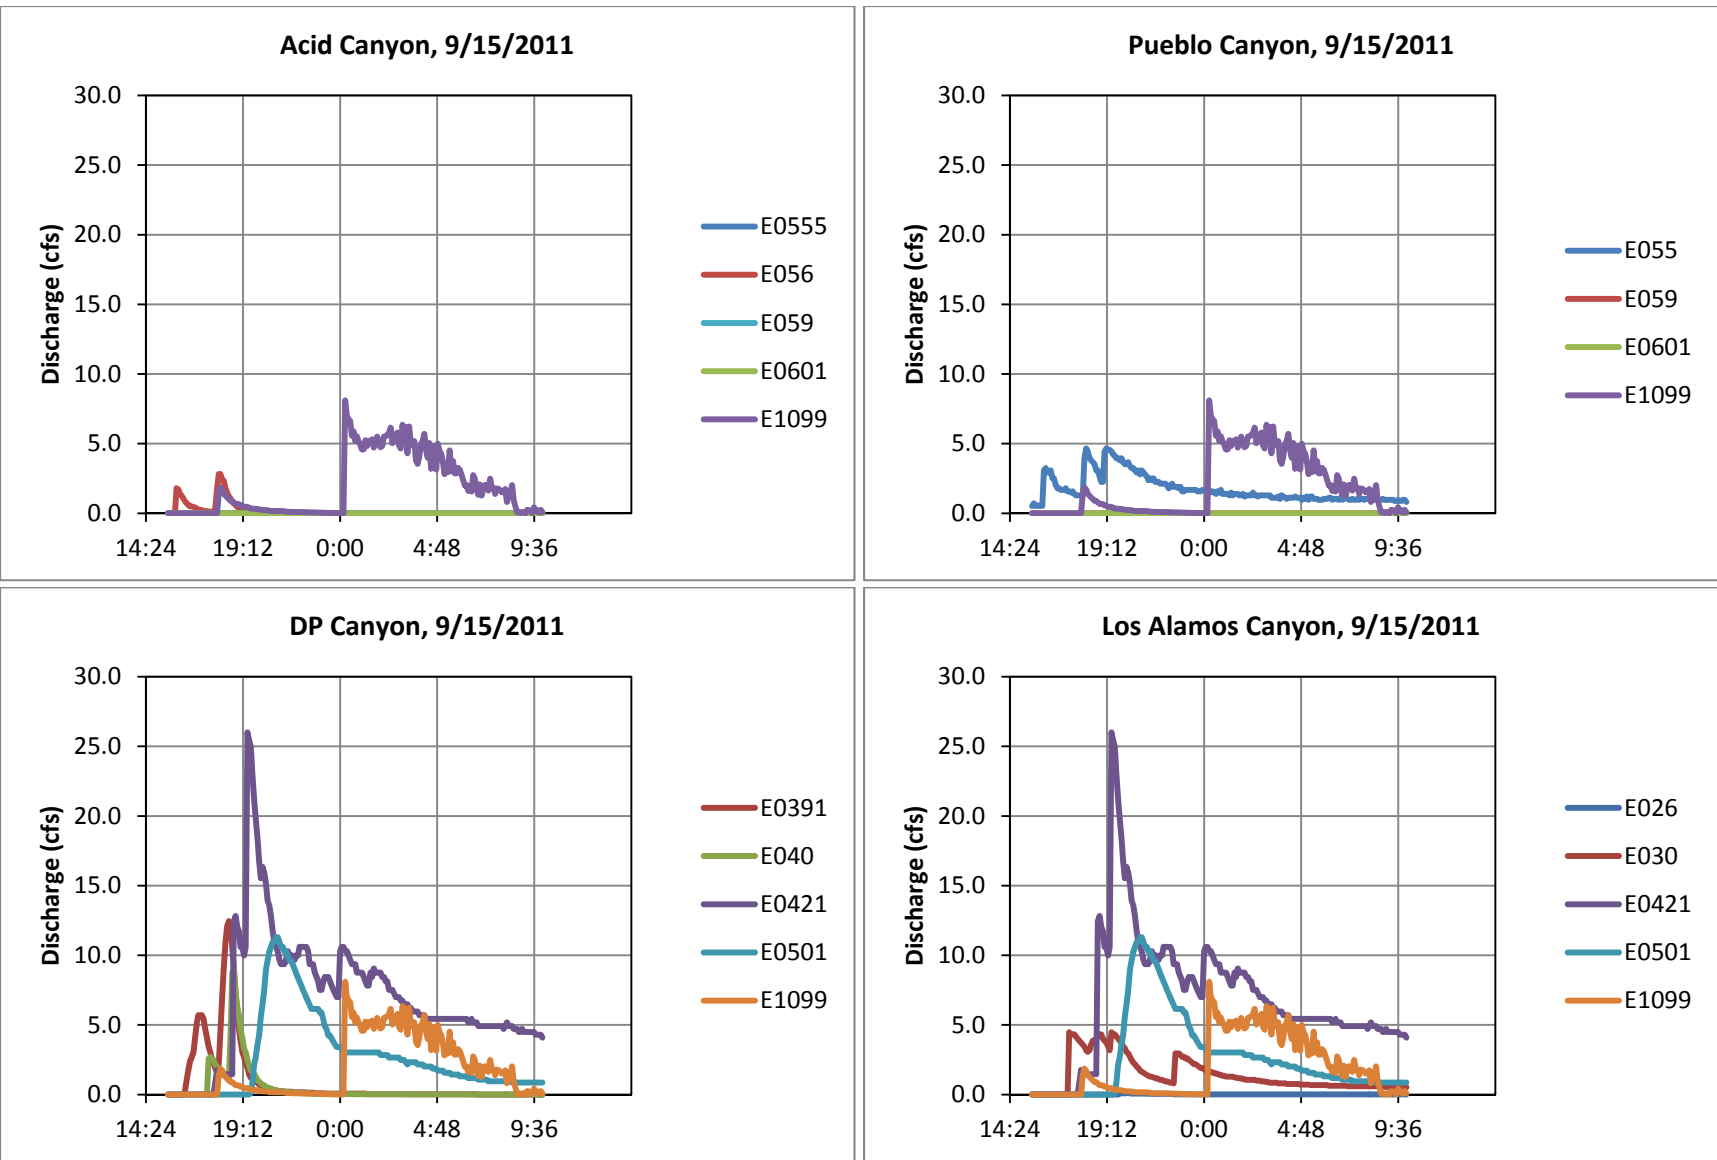 Acid Canyon, 9/15/2011
30.0
25.0
20.0
15.0
10.0
5.0
0.0
Discharge (cfs)
14:24 19:12 0:00 4:48 9:36
E0555
E056
E059
E0601
E1099
Pueblo Canyon, 9/15/2011
30.0
25.0
20.0
15.0
10.0
5.0
0.0
Discharge (cfs)
14:24 19:12 0:00 4:48 9:36
E055
E059
E0601
E1099
DP Canyon, 9/15/2011
30.0
25.0
20.0
15.0
10.0
5.0
0.0
Discharge (cfs)
14:24 19:12 0:00 4:48 9:36
E0391
E040
E0421
E0501
E1099
Los Alamos Canyon, 9/15/2011
30.0
25.0
20.0
15.0
10.0
5.0
0.0
Discharge (cfs)
14:24 19:12 0:00 4:48 9:36
E026
E030
E0421
E0501
E1099